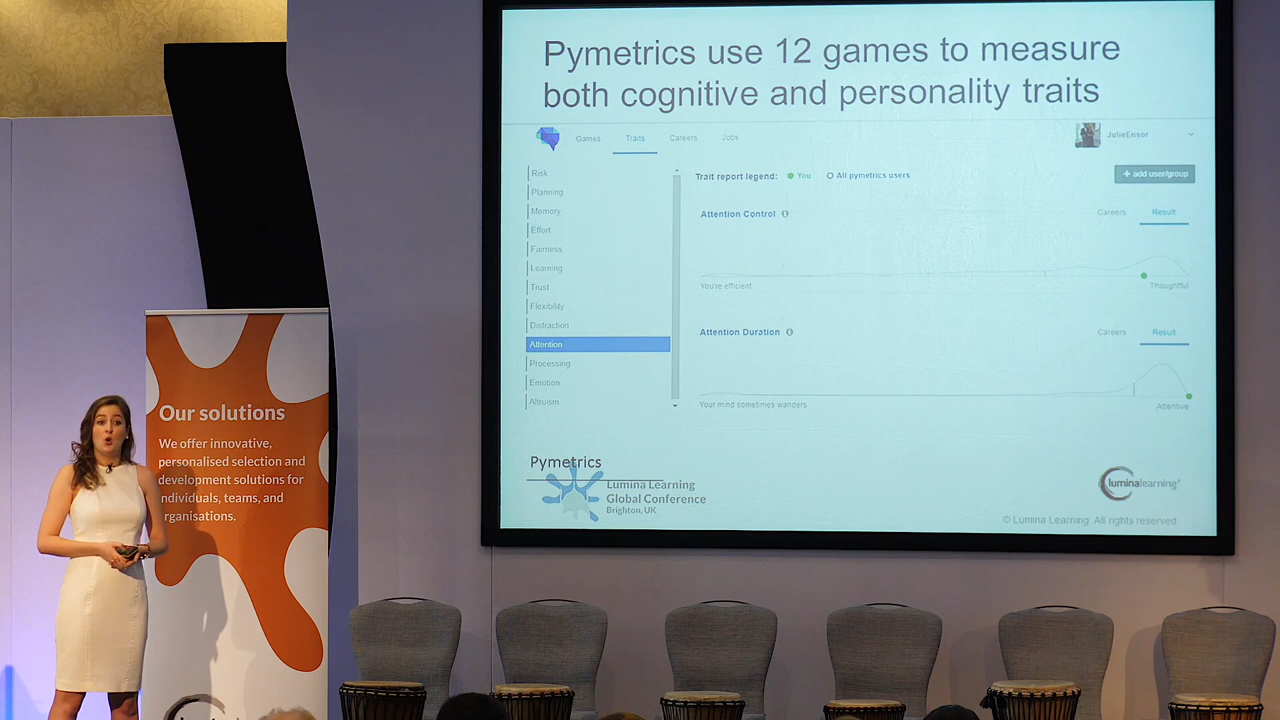 Pymetrics use 12 games to measure
both cognitive and personality traits
Games Traits Careers Jobs
JulieEnsor
Risk
Planning
Memory
Effort
Fairness
Learning
Trust
Flexibility
Distraction
Attention
Processing
Emotion
Altruism
Trait report legend: You All pymetrics users
+ add user/group
Attention Control
Careers Result
You're efficient
Thoughtful
Attention Duration
Careers Result
Your mind sometimes wanders
Attentive
Pymetrics
Lumina Learning
Global Conference
Brighton, UK
luminalearning
© Lumina Learning All rights reserved
Our solutions
We offer innovative,
personalised selection and
development solutions for
individuals, teams, and
organisations.